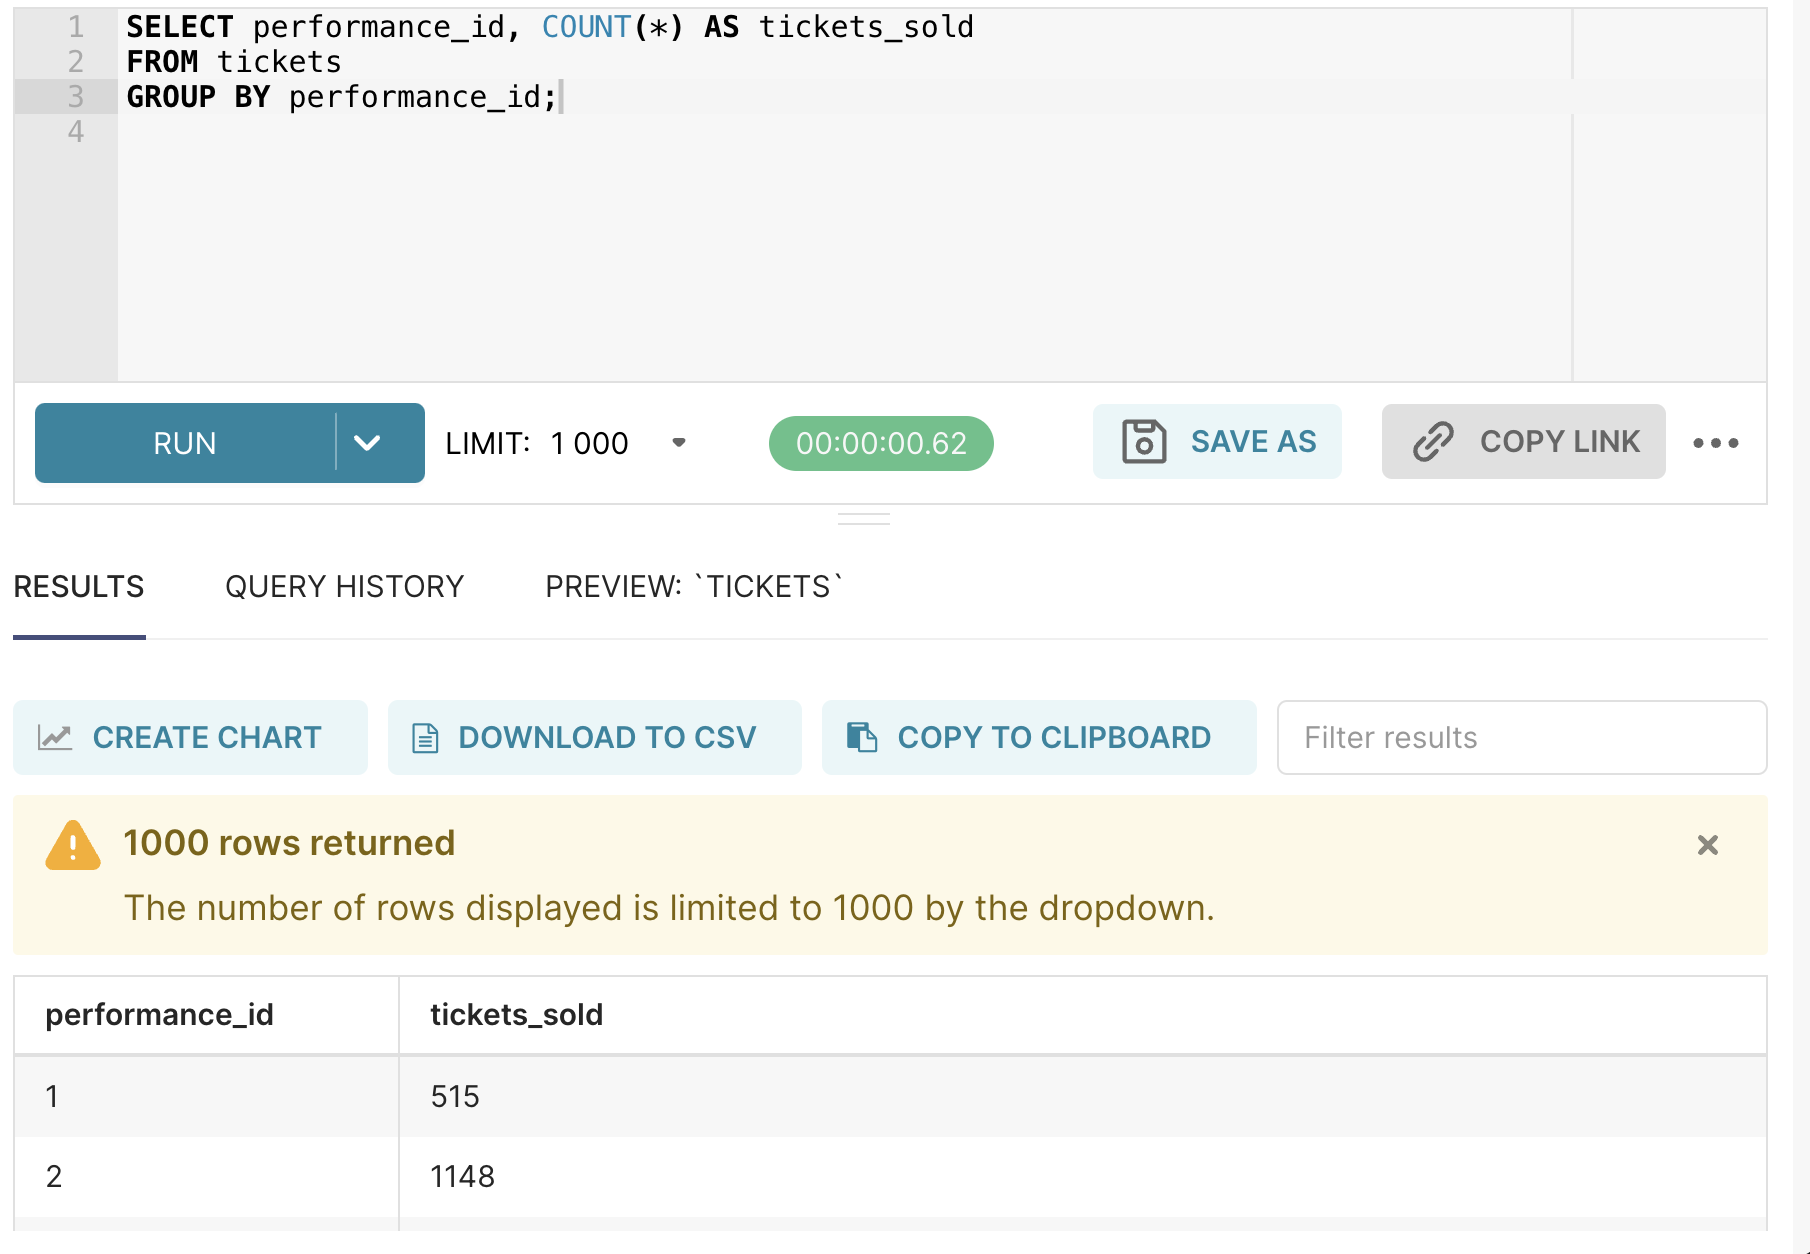 1 SELECT performance_id, COUNT(*) AS tickets_sold
2 FROM tickets
3 GROUP BY performance_id;
4
RUN LIMIT: 1 000 00:00:00.62 SAVE AS COPY LINK
RESULTS QUERY HISTORY PREVIEW: `TICKETS`
CREATE CHART DOWNLOAD TO CSV COPY TO CLIPBOARD Filter results
1000 rows returned
The number of rows displayed is limited to 1000 by the dropdown.
performance_id tickets_sold
1 515
2 1148